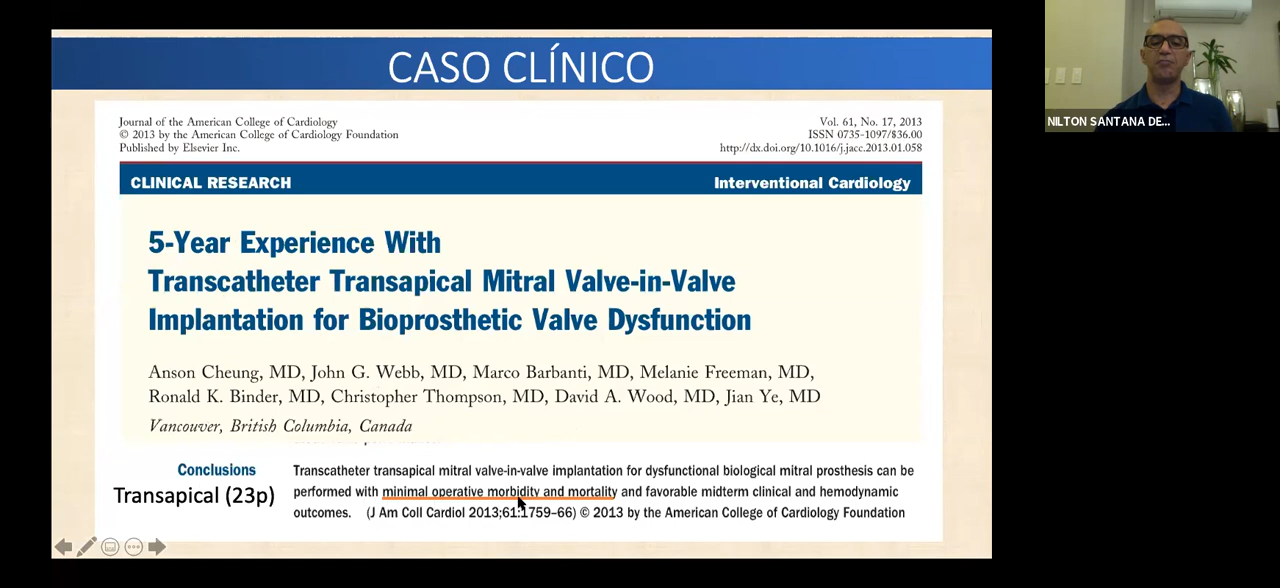 CASO CLÍNICO
Journal of the American College of Cardiology
© 2013 by the American College of Cardiology Foundation
Published by Elsevier Inc.
Vol. 61, No. 17, 2013
ISSN 0735-1097/$36.00
http://dx.doi.org/10.1016/j.jacc.2013.01.058
CLINICAL RESEARCH
Interventional Cardiology
5-Year Experience With
Transcatheter Transapical Mitral Valve-in-Valve
Implantation for Bioprosthetic Valve Dysfunction
Anson Cheung, MD, John G. Webb, MD, Marco Barbanti, MD, Melanie Freeman, MD,
Ronald K. Binder, MD, Christopher Thompson, MD, David A. Wood, MD, Jian Ye, MD
Vancouver, British Columbia, Canada
Conclusions
Transapical (23p)
Transcatheter transapical mitral valve-in-valve implantation for dysfunctional biological mitral prosthesis can be
performed with minimal operative morbidity and mortality and favorable midterm clinical and hemodynamic
outcomes. (J Am Coll Cardiol 2013;61:1759–66) © 2013 by the American College of Cardiology Foundation
NILTON SANTANA DE...